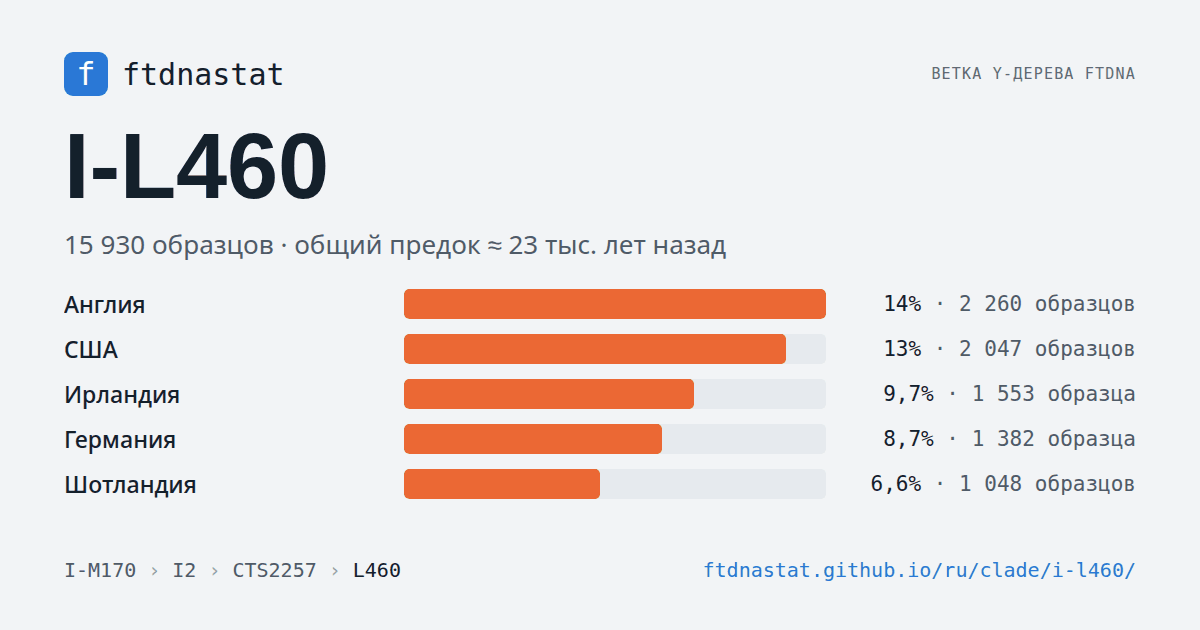 f ftdnastat
ВЕТКА Y-ДЕРЕВА FTDNA
I-L460
15 930 образцов · общий предок ≈ 23 тыс. лет назад
Англия 14% · 2 260 образцов
США 13% · 2 047 образцов
Ирландия 9,7% · 1 553 образца
Германия 8,7% · 1 382 образца
Шотландия 6,6% · 1 048 образцов
I-M170 › I2 › CTS2257 › L460
ftdnastat.github.io/ru/clade/i-l460/